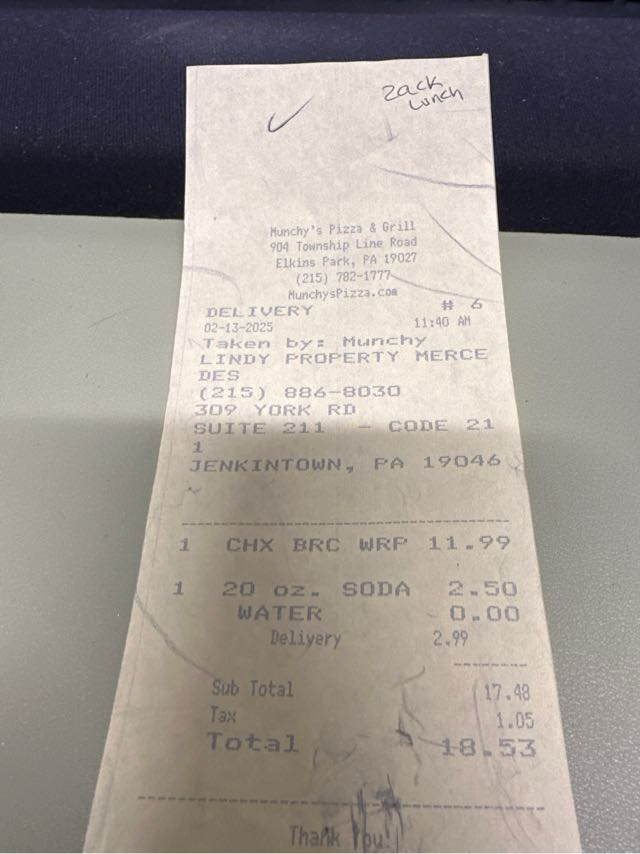 Zack
Lunch
Munchy's Pizza & Grill
904 Township Line Road
Elkins Park, PA 19027
(215) 782-1777
MunchysPizza.com
DELIVERY # 6
02-13-2025 11:40 AM
Taken by: Munchy
LINDY PROPERTY MERCE
DES
(215) 886-8030
309 YORK RD
SUITE 211 - CODE 21
1
JENKINTOWN, PA 19046
1 CHX BRC WRP 11.99
1 20 oz. SODA 2.50
WATER 0.00
Delivery 2.99
Sub Total 17.48
Tax 1.05
Total 18.53
Thank You!